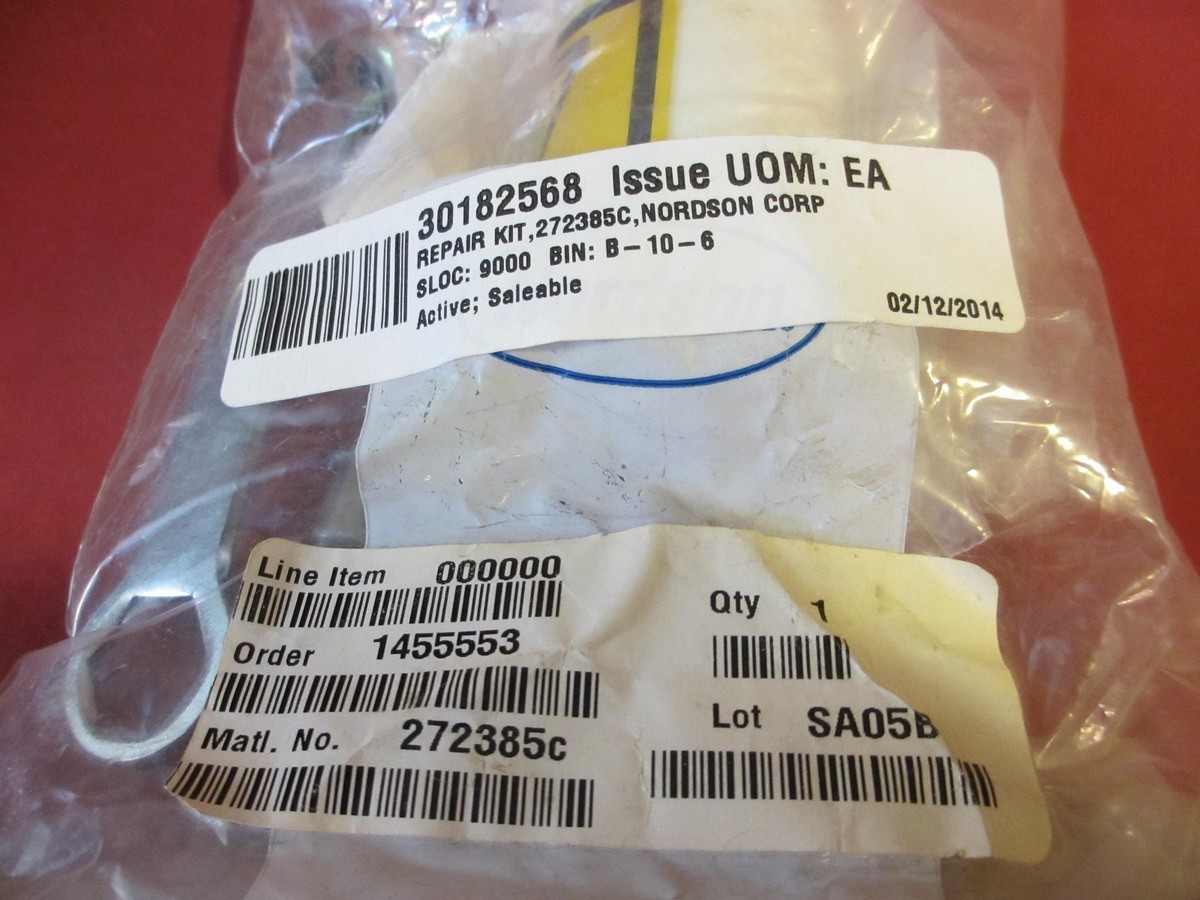 30182568 Issue UOM: EA
REPAIR KIT,272385C,NORDSON CORP
SLOC: 9000 BIN: B-10-6
Active; Saleable
02/12/2014
Line Item 000000
Qty 1
Order 1455553
Lot SA05B
Matl. No. 272385c